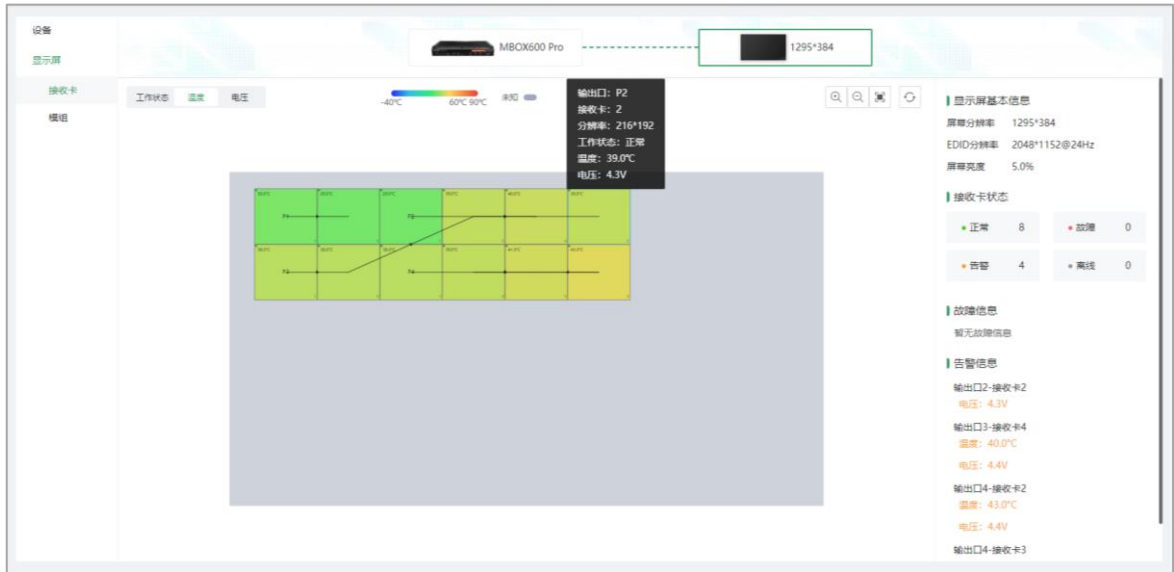 设备
显示屏
接收卡
模组
MBOX600 Pro
1295*384
工作状态 温度 电压
-40℃ 60℃ 90℃ 未知
输出口：P2
接收卡：2
分辨率：216*192
工作状态：正常
温度：39.0℃
电压：4.3V
P1
P2
P3
P4
显示屏基本信息
屏幕分辨率 1295*384
EDID分辨率 2048*1152@24Hz
屏幕亮度 5.0%
接收卡状态
正常 8 故障 0
告警 4 离线 0
故障信息
暂无故障信息
告警信息
输出口2-接收卡2
电压：4.3V
输出口3-接收卡4
温度：40.0℃
电压：4.4V
输出口4-接收卡2
温度：43.0℃
电压：4.4V
输出口4-接收卡3